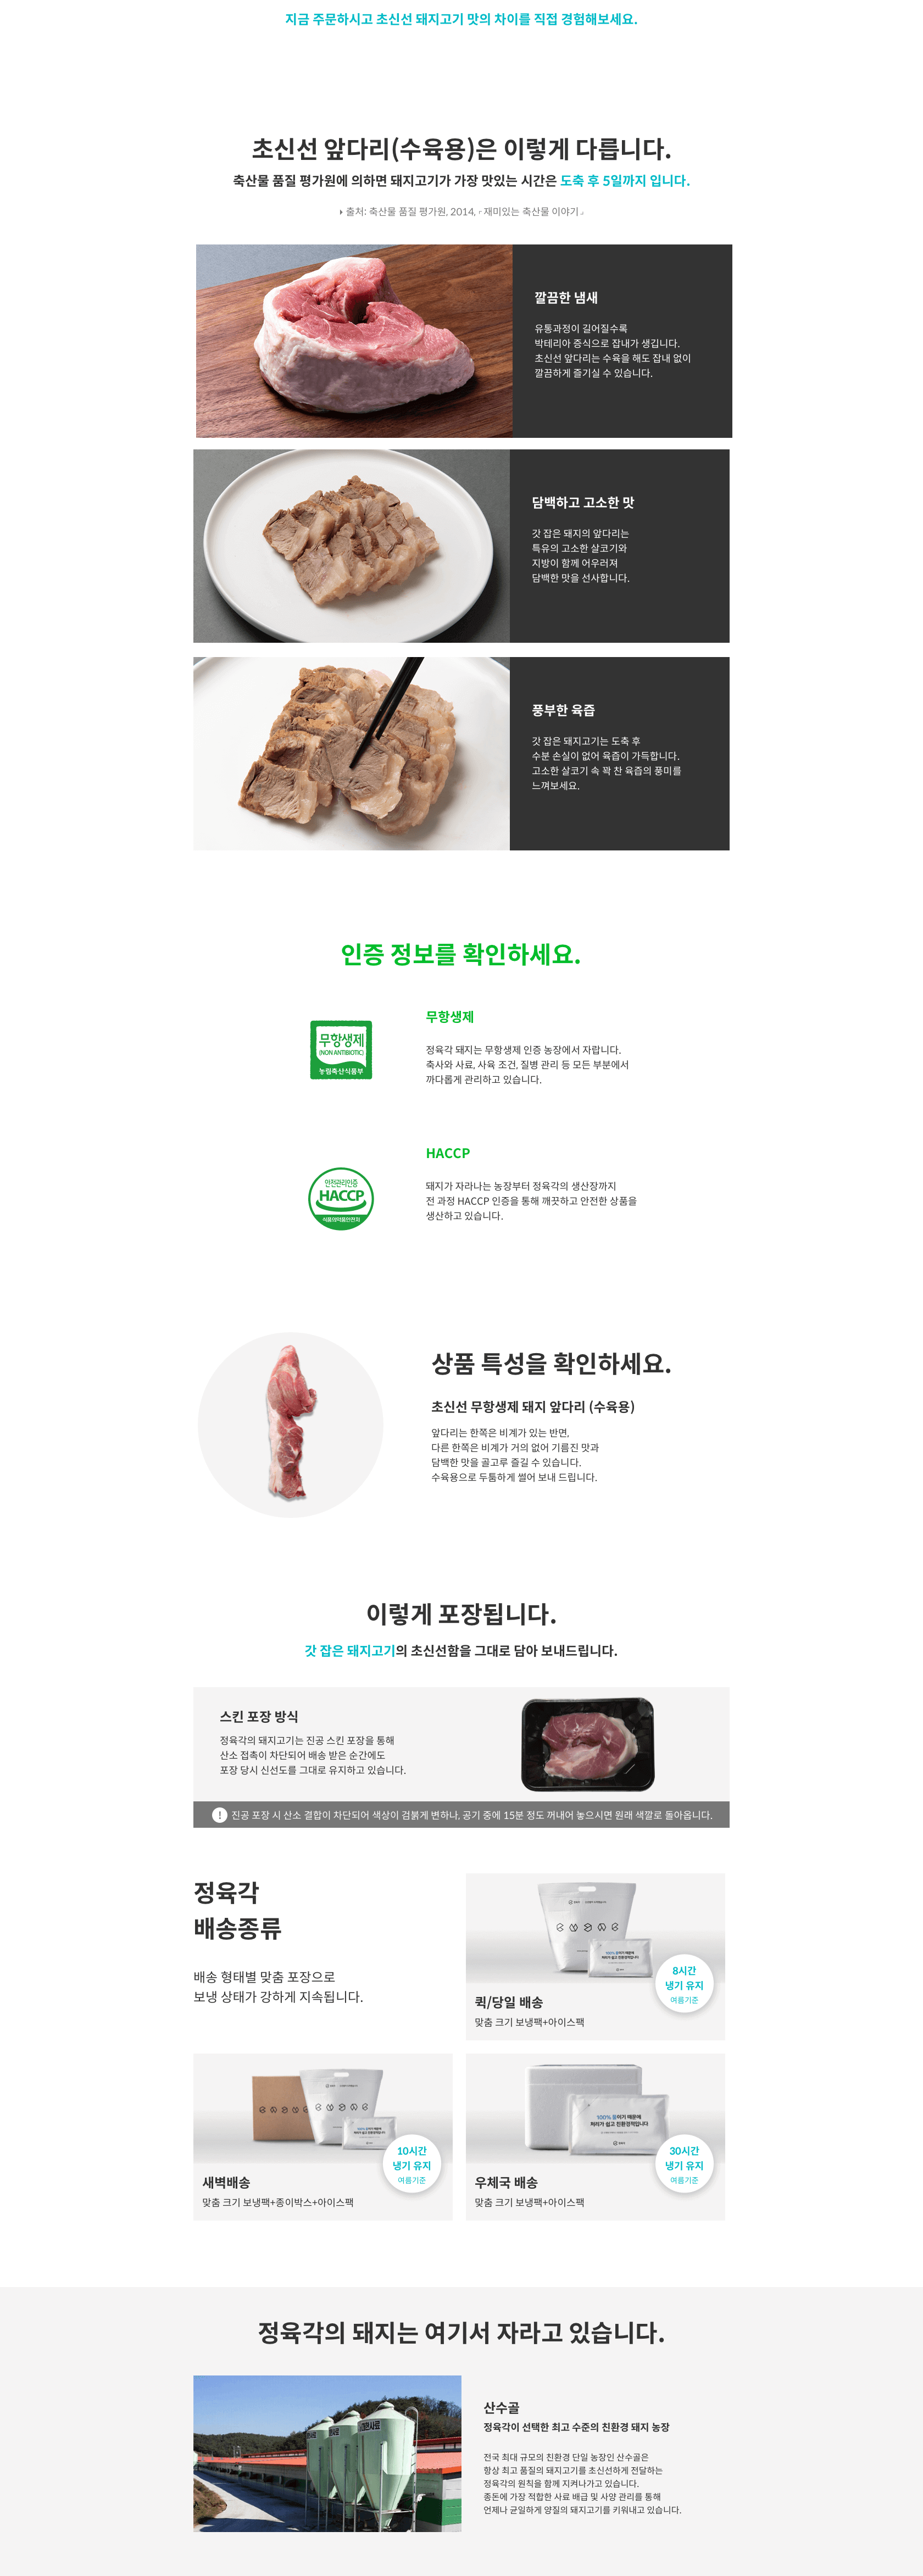 지금 주문하시고 초신선 돼지고기 맛의 차이를 직접 경험해보세요.
초신선 앞다리(수육용)은 이렇게 다릅니다.
축산물 품질 평가원에 의하면 돼지고기가 가장 맛있는 시간은 도축 후 5일까지 입니다.
출처: 축산물 품질 평가원, 2014, 「재미있는 축산물 이야기」
깔끔한 냄새
유통과정이 길어질수록
박테리아 증식으로 잡내가 생깁니다.
초신선 앞다리는 수육을 해도 잡내 없이
깔끔하게 즐기실 수 있습니다.
담백하고 고소한 맛
갓 잡은 돼지의 앞다리는
특유의 고소한 살코기와
지방이 함께 어우러져
담백한 맛을 선사합니다.
풍부한 육즙
갓 잡은 돼지고기는 도축 후
수분 손실이 없어 육즙이 가득합니다.
고소한 살코기 속 꽉 찬 육즙의 풍미를
느껴보세요.
인증 정보를 확인하세요.
무항생제
(NON ANTIBIOTIC)
농림축산식품부
무항생제
정육각 돼지는 무항생제 인증 농장에서 자랍니다.
축사와 사료, 사육 조건, 질병 관리 등 모든 부분에서
까다롭게 관리하고 있습니다.
안전관리인증
HACCP
식품의약품안전처
HACCP
돼지가 자라나는 농장부터 정육각의 생산장까지
전 과정 HACCP 인증을 통해 깨끗하고 안전한 상품을
생산하고 있습니다.
상품 특성을 확인하세요.
초신선 무항생제 돼지 앞다리 (수육용)
앞다리는 한쪽은 비계가 있는 반면,
다른 한쪽은 비계가 거의 없어 기름진 맛과
담백한 맛을 골고루 즐길 수 있습니다.
수육용으로 두툼하게 썰어 보내 드립니다.
이렇게 포장됩니다.
갓 잡은 돼지고기의 초신선함을 그대로 담아 보내드립니다.
스킨 포장 방식
정육각의 돼지고기는 진공 스킨 포장을 통해
산소 접촉이 차단되어 배송 받은 순간에도
포장 당시 신선도를 그대로 유지하고 있습니다.
! 진공 포장 시 산소 결합이 차단되어 색상이 검붉게 변하나, 공기 중에 15분 정도 꺼내어 놓으시면 원래 색깔로 돌아옵니다.
정육각
배송종류
배송 형태별 맞춤 포장으로
보냉 상태가 강하게 지속됩니다.
8시간
냉기 유지
여름기준
퀵/당일 배송
맞춤 크기 보냉팩+아이스팩
10시간
냉기 유지
여름기준
새벽배송
맞춤 크기 보냉팩+종이박스+아이스팩
100% 물이기 때문에
처리가 쉽고 친환경적입니다
30시간
냉기 유지
여름기준
우체국 배송
맞춤 크기 보냉팩+아이스팩
정육각의 돼지는 여기서 자라고 있습니다.
산수골
정육각이 선택한 최고 수준의 친환경 돼지 농장
전국 최대 규모의 친환경 단일 농장인 산수골은
항상 최고 품질의 돼지고기를 초신선하게 전달하는
정육각의 원칙을 함께 지켜나가고 있습니다.
종돈에 가장 적합한 사료 배급 및 사양 관리를 통해
언제나 균일하게 양질의 돼지고기를 키워내고 있습니다.